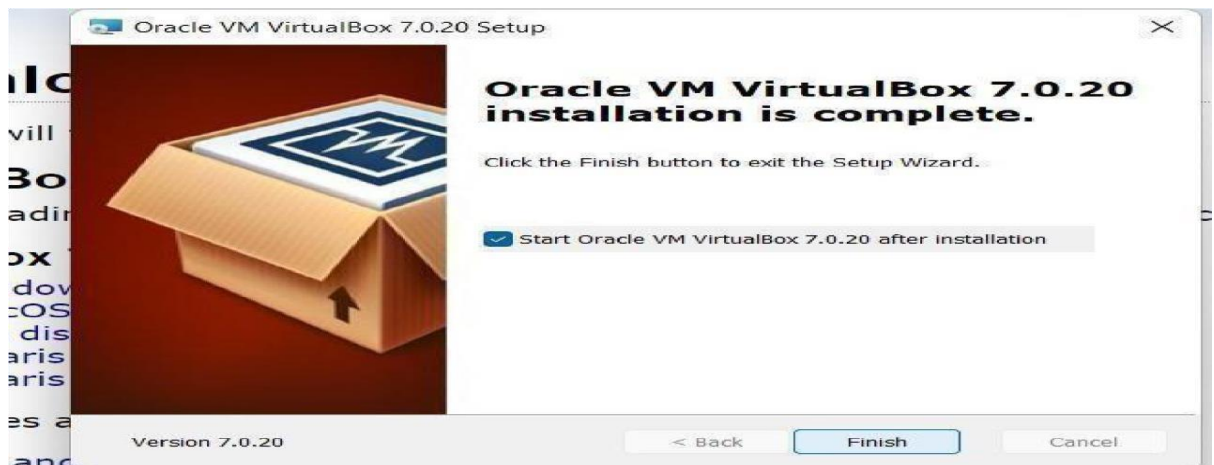 Oracle VM VirtualBox 7.0.20 Setup
Oracle VM VirtualBox 7.0.20
installation is complete.
Click the Finish button to exit the Setup Wizard.
Start Oracle VM VirtualBox 7.0.20 after installation
Version 7.0.20
< Back
Finish
Cancel